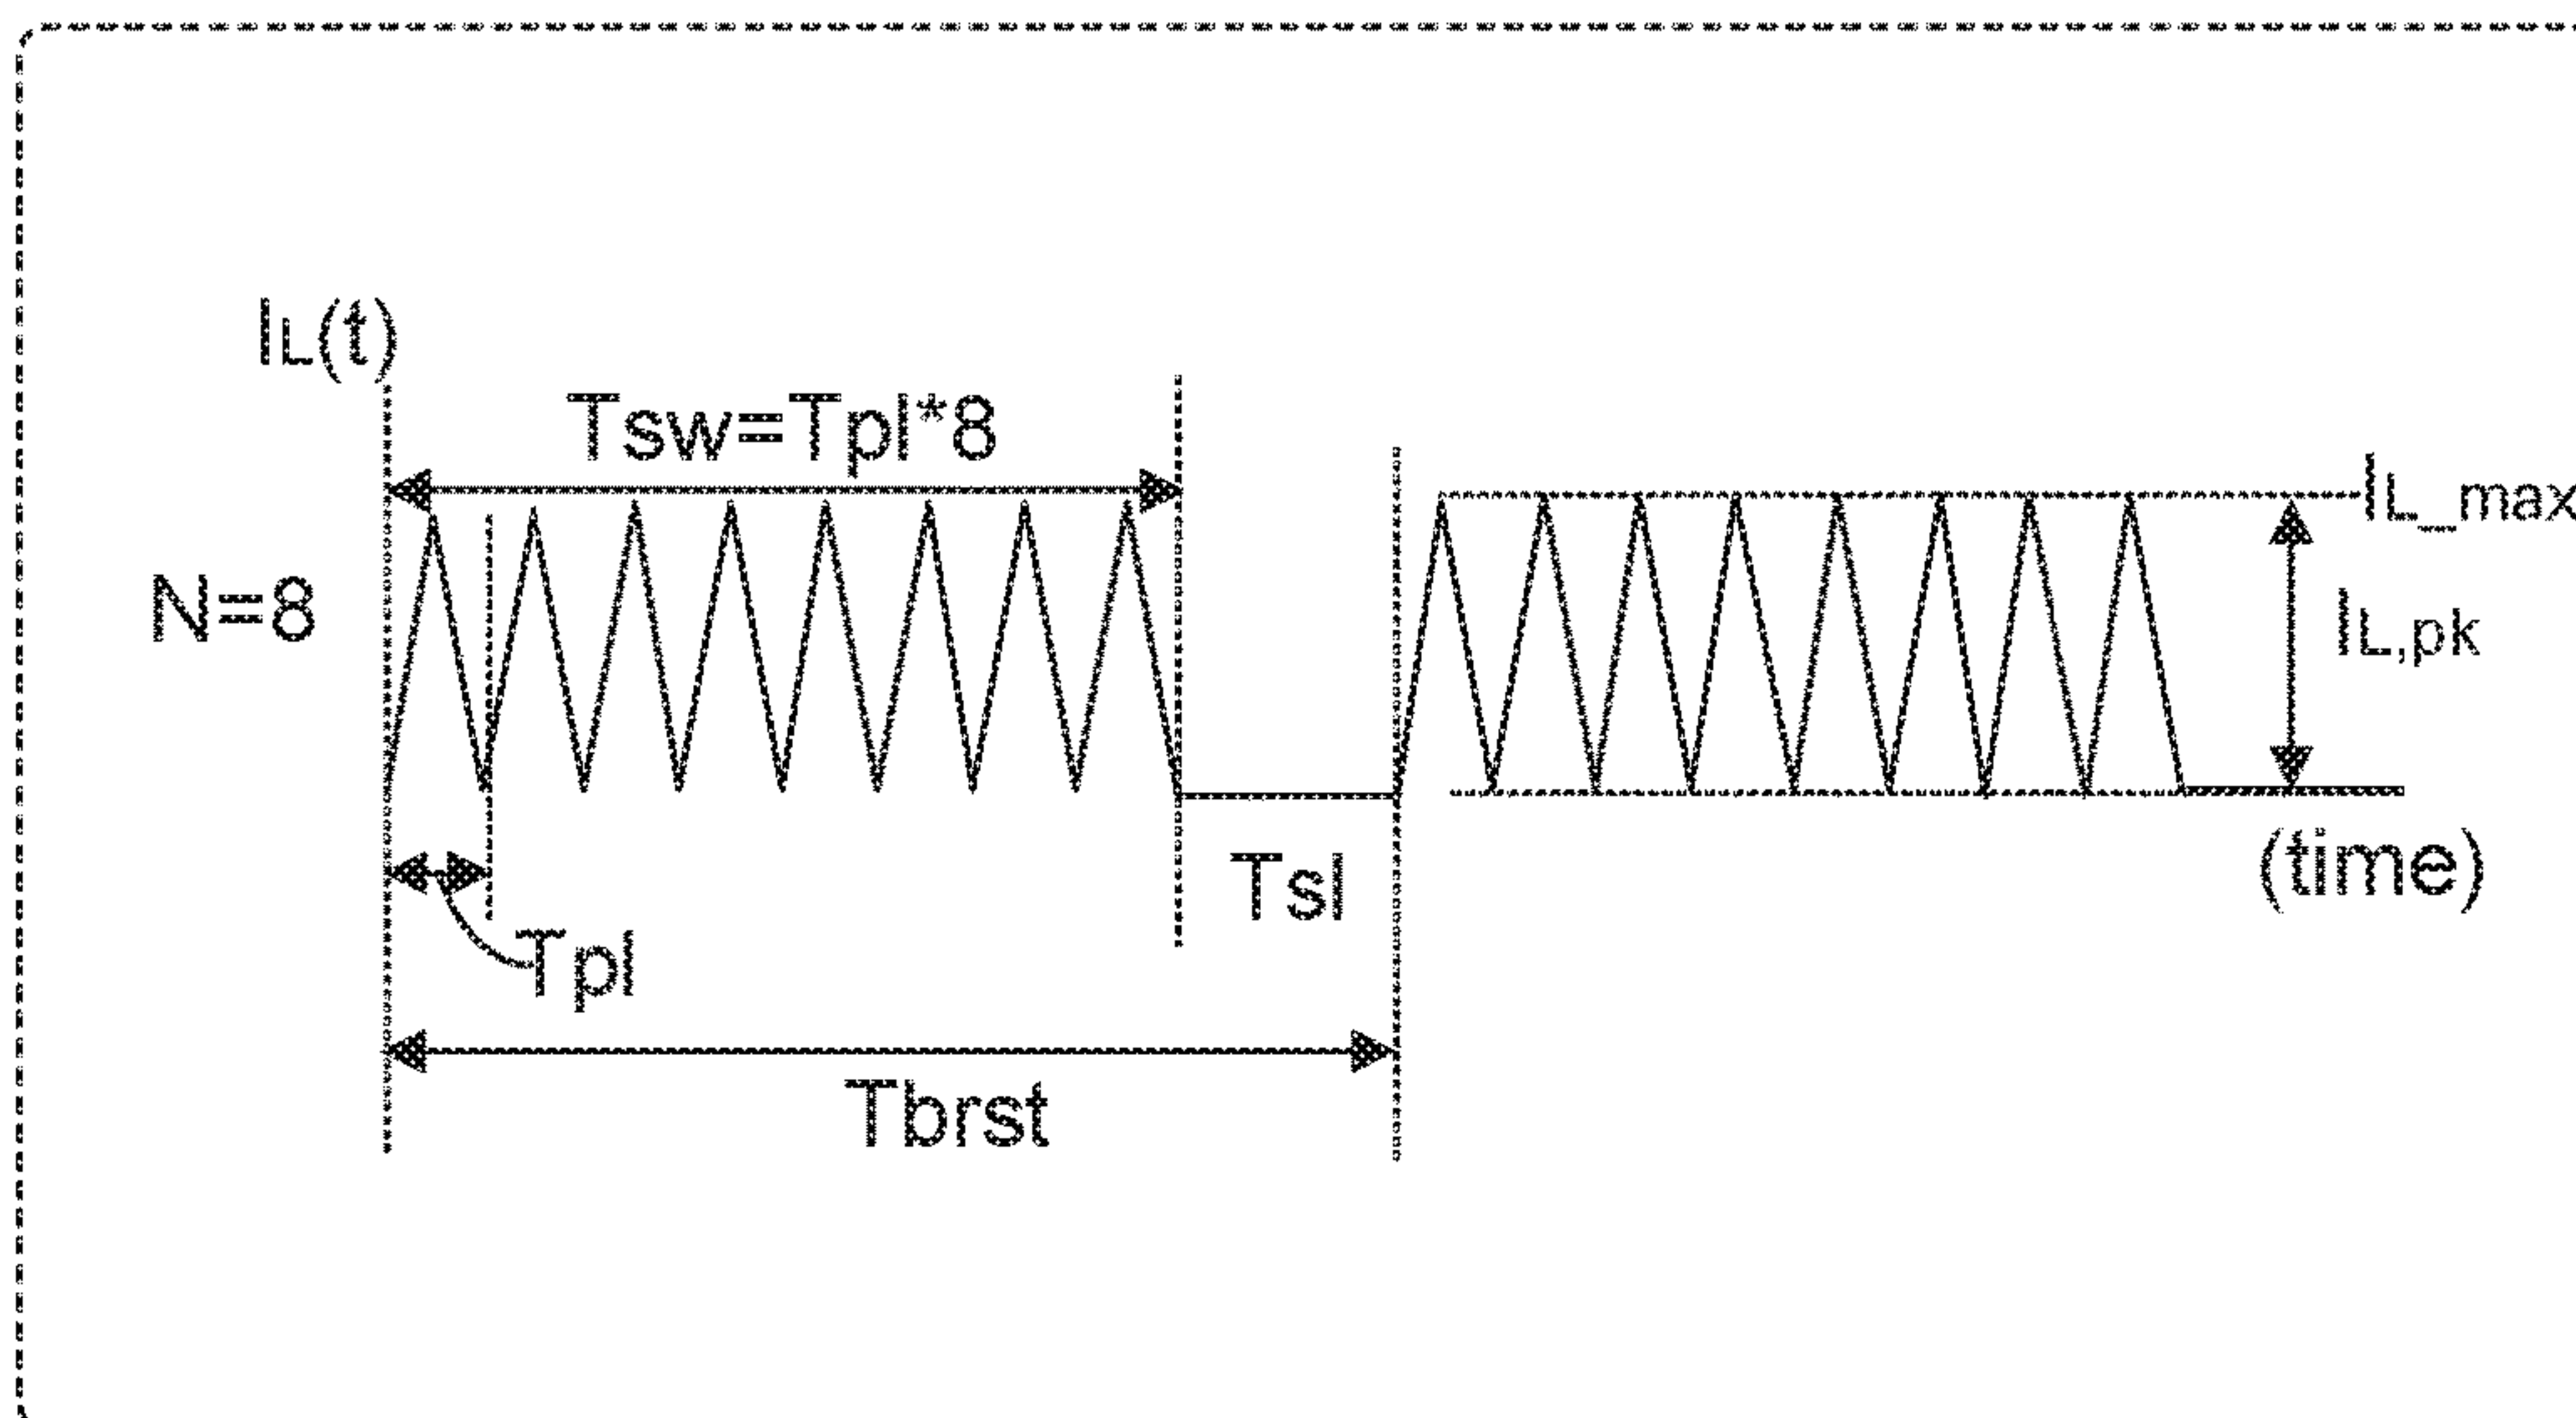 IL(t)
Tsw=Tpl*8
IL_max
N=8
IL,pk
Tsl
(time)
Tpl
Tbrst